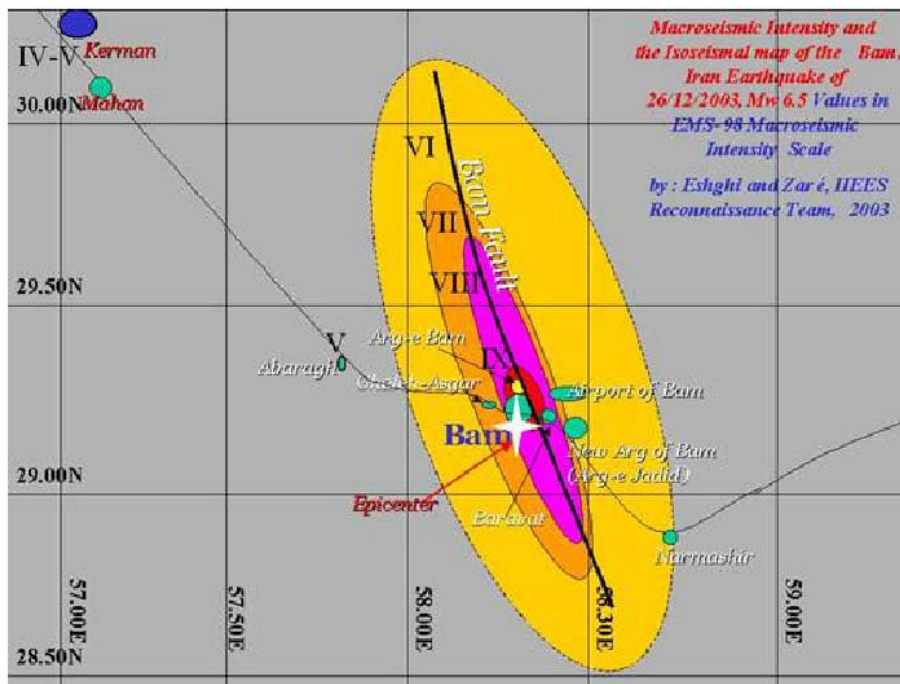 Macroseismic Intensity and
the Isoseismal map of the Bam,
Iran Earthquake of
26/12/2003, Mw 6.5 Values in
EMS-98 Macroseismic
Intensity Scale
by : Eshghi and Zaré, IIEES
Reconnaissance Team, 2003
Kerman
IV-V
Mahan
30.00N
VI
Bam Fault
VII
VIII
29.50N
V
Abaragh
Arg-e Bam
IX
Airport of Bam
Bam
New Arg of Bam
(Arg-e Jadid)
29.00N
Epicenter
Baravat
Narmashir
57.00E
57.50E
58.00E
58.30E
59.00E
28.50N